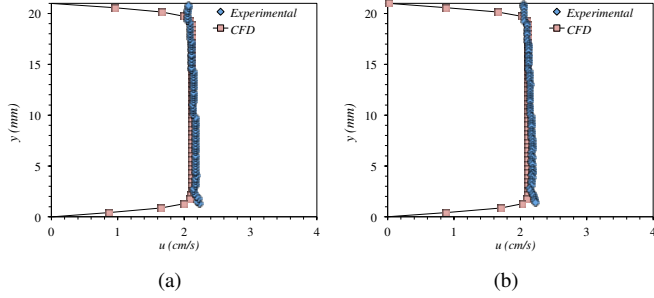 20
15
10
5
0
y (mm)
Experimental
CFD
0 1 2 3 4
u (cm/s)
(a)
20
15
10
5
0
y (mm)
Experimental
CFD
0 1 2 3 4
u (cm/s)
(b)